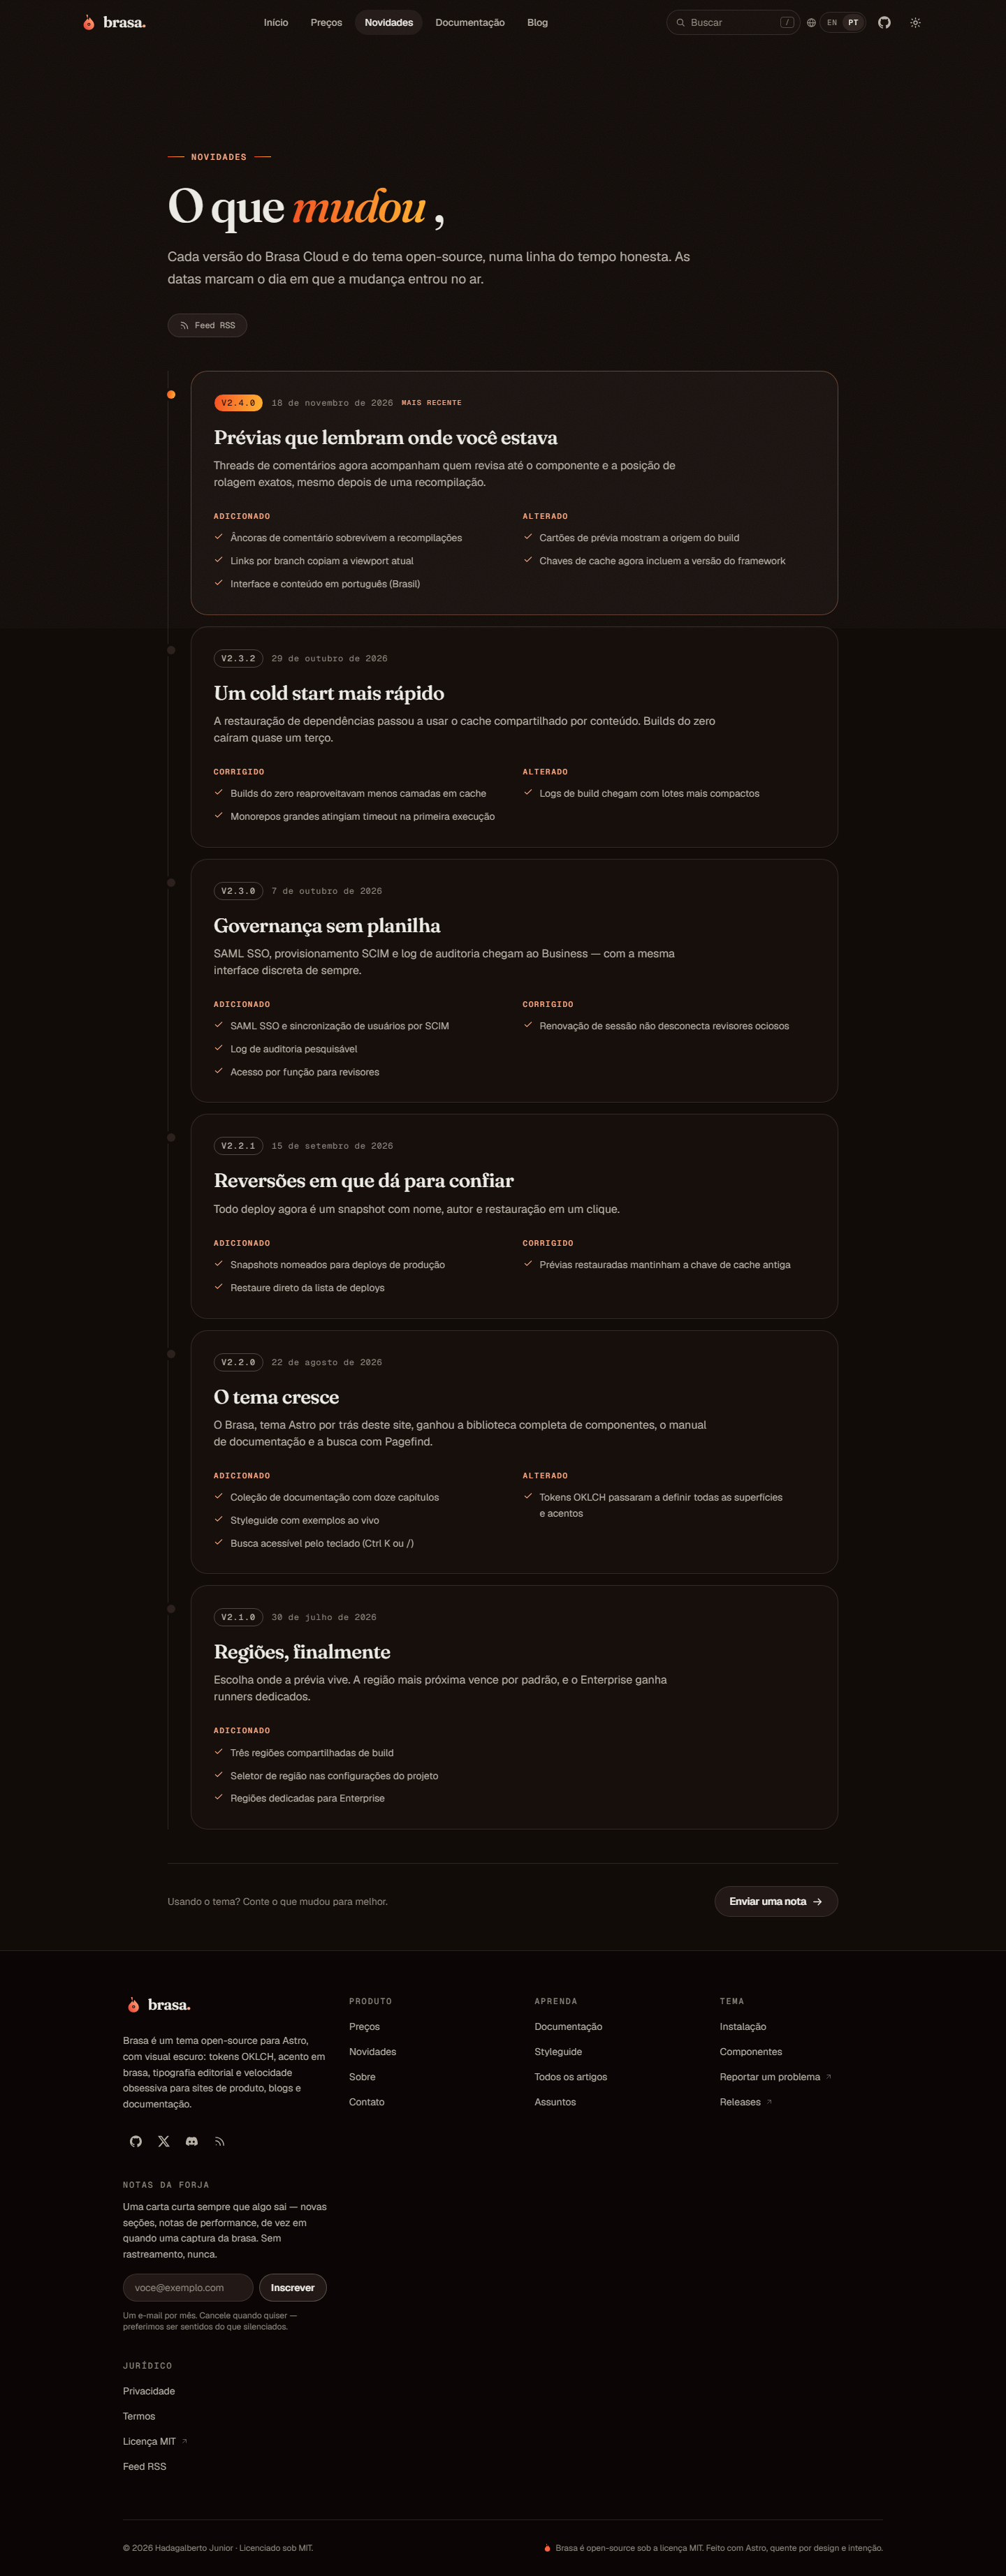 brasa.
Início
Preços
Novidades
Documentação
Blog
Buscar
/
EN
PT
NOVIDADES
O que mudou ,
Cada versão do Brasa Cloud e do tema open-source, numa linha do tempo honesta. As
datas marcam o dia em que a mudança entrou no ar.
Feed RSS
V2.4.0 18 de novembro de 2026 MAIS RECENTE
Prévias que lembram onde você estava
Threads de comentários agora acompanham quem revisa até o componente e a posição de
rolagem exatos, mesmo depois de uma recompilação.
ADICIONADO
Âncoras de comentário sobrevivem a recompilações
Links por branch copiam a viewport atual
Interface e conteúdo em português (Brasil)
ALTERADO
Cartões de prévia mostram a origem do build
Chaves de cache agora incluem a versão do framework
V2.3.2 29 de outubro de 2026
Um cold start mais rápido
A restauração de dependências passou a usar o cache compartilhado por conteúdo. Builds do zero
caíram quase um terço.
CORRIGIDO
Builds do zero reaproveitavam menos camadas em cache
Monorepos grandes atingiam timeout na primeira execução
ALTERADO
Logs de build chegam com lotes mais compactos
V2.3.0 7 de outubro de 2026
Governança sem planilha
SAML SSO, provisionamento SCIM e log de auditoria chegam ao Business — com a mesma
interface discreta de sempre.
ADICIONADO
SAML SSO e sincronização de usuários por SCIM
Log de auditoria pesquisável
Acesso por função para revisores
CORRIGIDO
Renovação de sessão não desconecta revisores ociosos
V2.2.1 15 de setembro de 2026
Reversões em que dá para confiar
Todo deploy agora é um snapshot com nome, autor e restauração em um clique.
ADICIONADO
Snapshots nomeados para deploys de produção
Restaure direto da lista de deploys
CORRIGIDO
Prévias restauradas mantinham a chave de cache antiga
V2.2.0 22 de agosto de 2026
O tema cresce
O Brasa, tema Astro por trás deste site, ganhou a biblioteca completa de componentes, o manual
de documentação e a busca com Pagefind.
ADICIONADO
Coleção de documentação com doze capítulos
Styleguide com exemplos ao vivo
Busca acessível pelo teclado (Ctrl K ou /)
ALTERADO
Tokens OKLCH passaram a definir todas as superfícies
e acentos
V2.1.0 30 de julho de 2026
Regiões, finalmente
Escolha onde a prévia vive. A região mais próxima vence por padrão, e o Enterprise ganha
runners dedicados.
ADICIONADO
Três regiões compartilhadas de build
Seletor de região nas configurações do projeto
Regiões dedicadas para Enterprise
Usando o tema? Conte o que mudou para melhor.
Enviar uma nota
brasa.
Brasa é um tema open-source para Astro,
com visual escuro: tokens OKLCH, acento em
brasa, tipografia editorial e velocidade
obsessiva para sites de produto, blogs e
documentação.
PRODUTO
Preços
Novidades
Sobre
Contato
APRENDA
Documentação
Styleguide
Todos os artigos
Assuntos
TEMA
Instalação
Componentes
Reportar um problema
Releases
NOTAS DA FORJA
Uma carta curta sempre que algo sai — novas
seções, notas de performance, de vez em
quando uma captura da brasa. Sem
rastreamento, nunca.
voce@exemplo.com
Inscrever
Um e-mail por mês. Cancele quando quiser —
preferimos ser sentidos do que silenciados.
JURÍDICO
Privacidade
Termos
Licença MIT
Feed RSS
© 2026 Hadagalberto Junior · Licenciado sob MIT.
Brasa é open-source sob a licença MIT. Feito com Astro, quente por design e intenção.